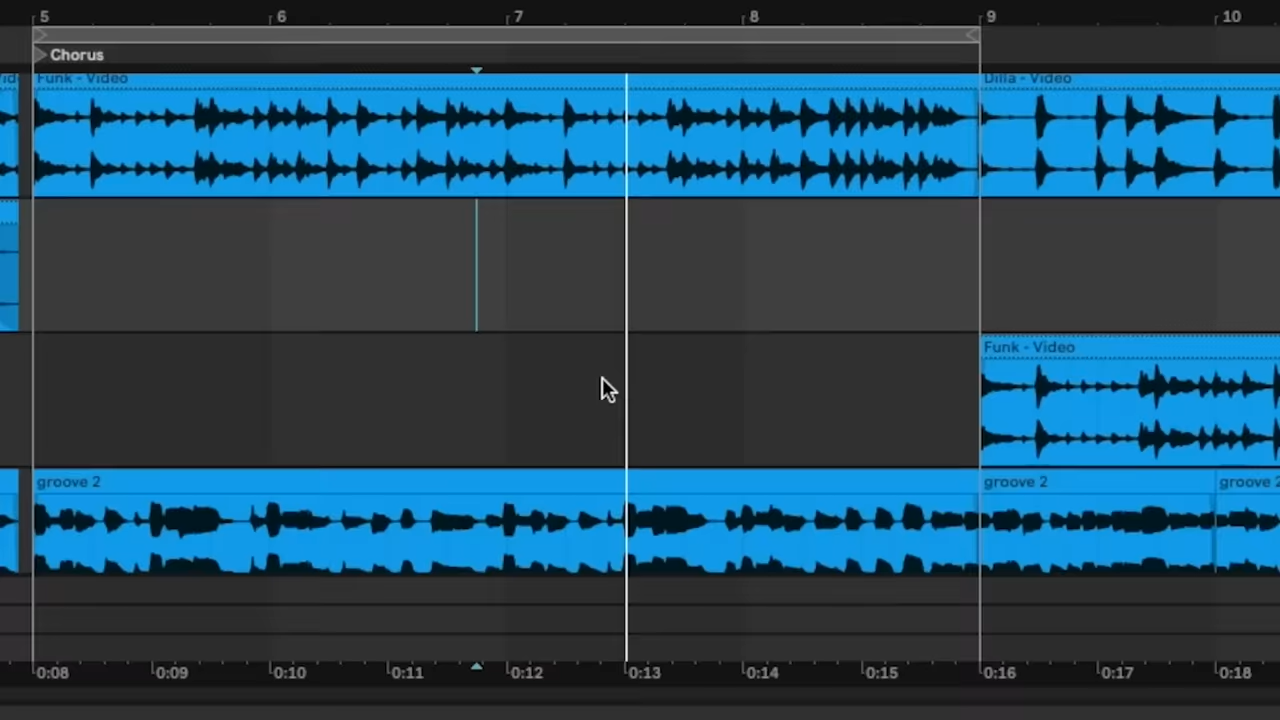 5 6 7 8 9 10
Chorus
Funk - Video Dilla - Video
Funk - Video
groove 2 groove 2 groove 2
0:08 0:09 0:10 0:11 0:12 0:13 0:14 0:15 0:16 0:17 0:18